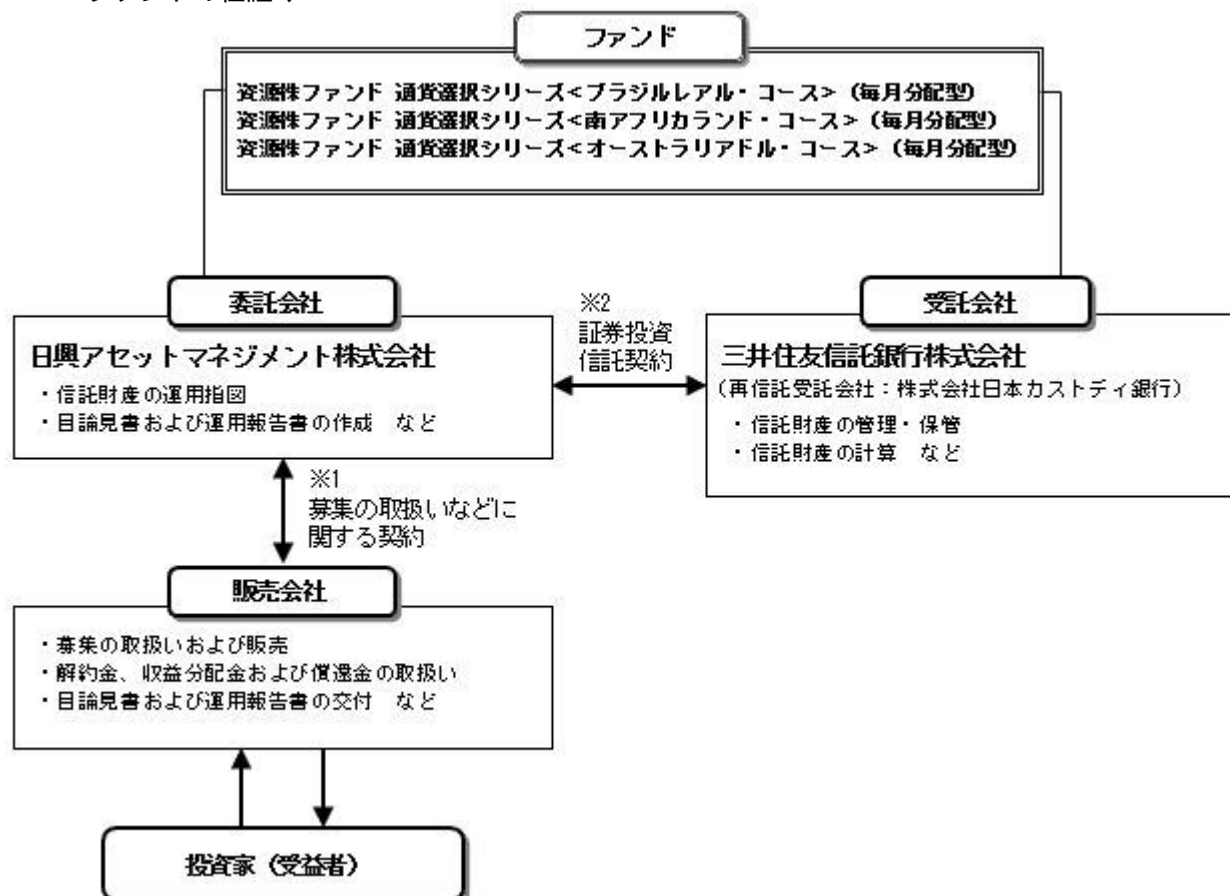 ファンド
資源株ファンド 通貨選択シリーズ<ブラジルレアル・コース>(毎月分配型)
資源株ファンド 通貨選択シリーズ<南アフリカランド・コース>(毎月分配型)
資源株ファンド 通貨選択シリーズ<オーストラリアドル・コース>(毎月分配型)
委託会社
日興アセットマネジメント株式会社
・信託財産の運用指図
・目論見書および運用報告書の作成 など
※2
証券投資
信託契約
受託会社
三井住友信託銀行株式会社
(再信託受託会社:株式会社日本カストディ銀行)
・信託財産の管理・保管
・信託財産の計算 など
※1
募集の取扱いなどに
関する契約
販売会社
・募集の取扱いおよび販売
・解約金、収益分配金および償還金の取扱い
・目論見書および運用報告書の交付 など
投資家(受益者)